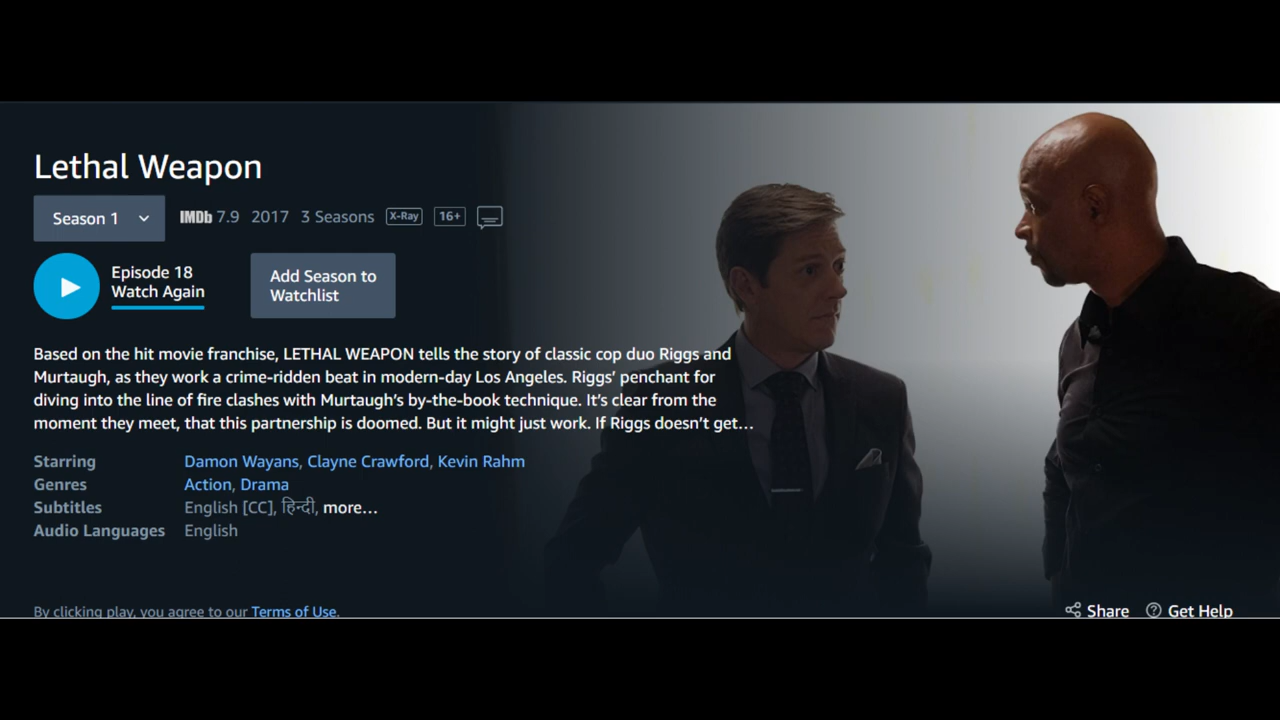 Lethal Weapon
Season 1
IMDb 7.9 2017 3 Seasons X-Ray 16+
Episode 18
Watch Again
Add Season to
Watchlist
Based on the hit movie franchise, LETHAL WEAPON tells the story of classic cop duo Riggs and
Murtaugh, as they work a crime-ridden beat in modern-day Los Angeles. Riggs’ penchant for
diving into the line of fire clashes with Murtaugh’s by-the-book technique. It’s clear from the
moment they meet, that this partnership is doomed. But it might just work. If Riggs doesn’t get…
Starring Damon Wayans, Clayne Crawford, Kevin Rahm
Genres Action, Drama
Subtitles English [CC], हिन्दी, more…
Audio Languages English
By clicking play, you agree to our Terms of Use.
Share Get Help